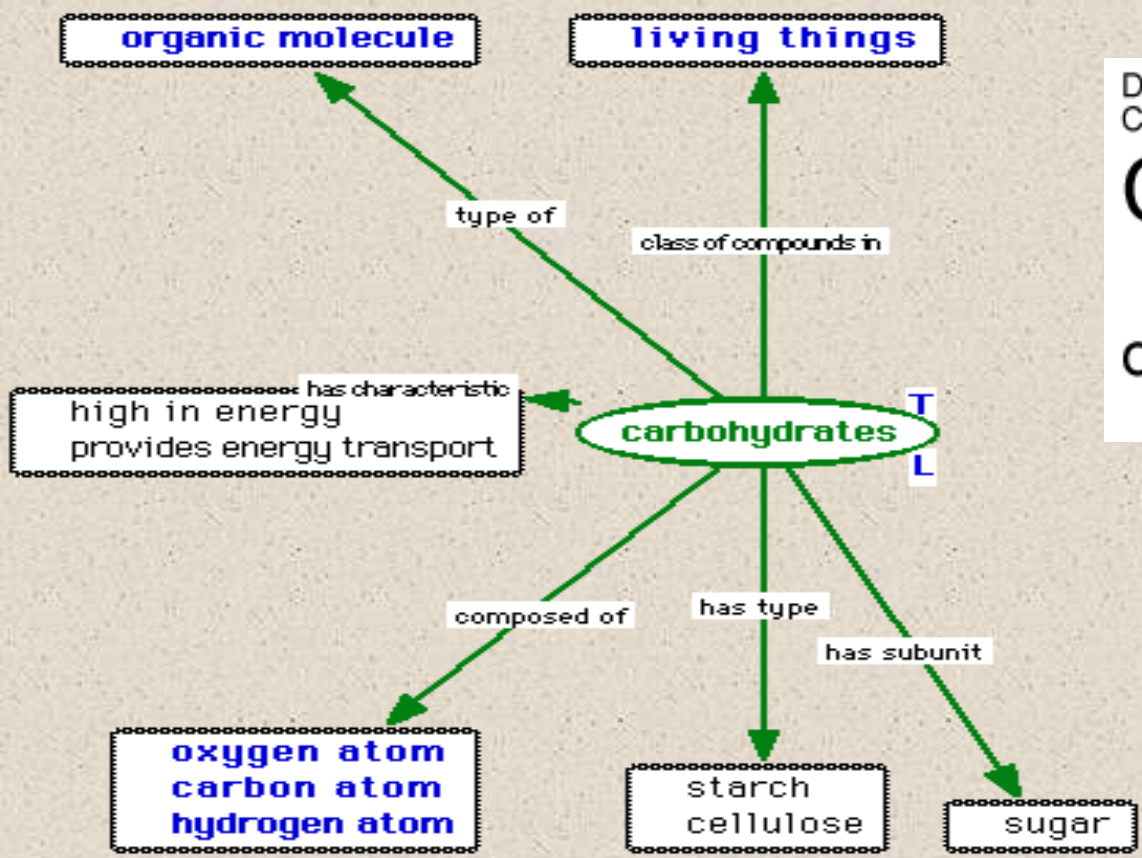 organic molecule
living things
type of
class of compounds in
has characteristic
high in energy
provides energy transport
carbohydrates
T
L
composed of
has type
has subunit
oxygen atom
carbon atom
hydrogen atom
starch
cellulose
sugar